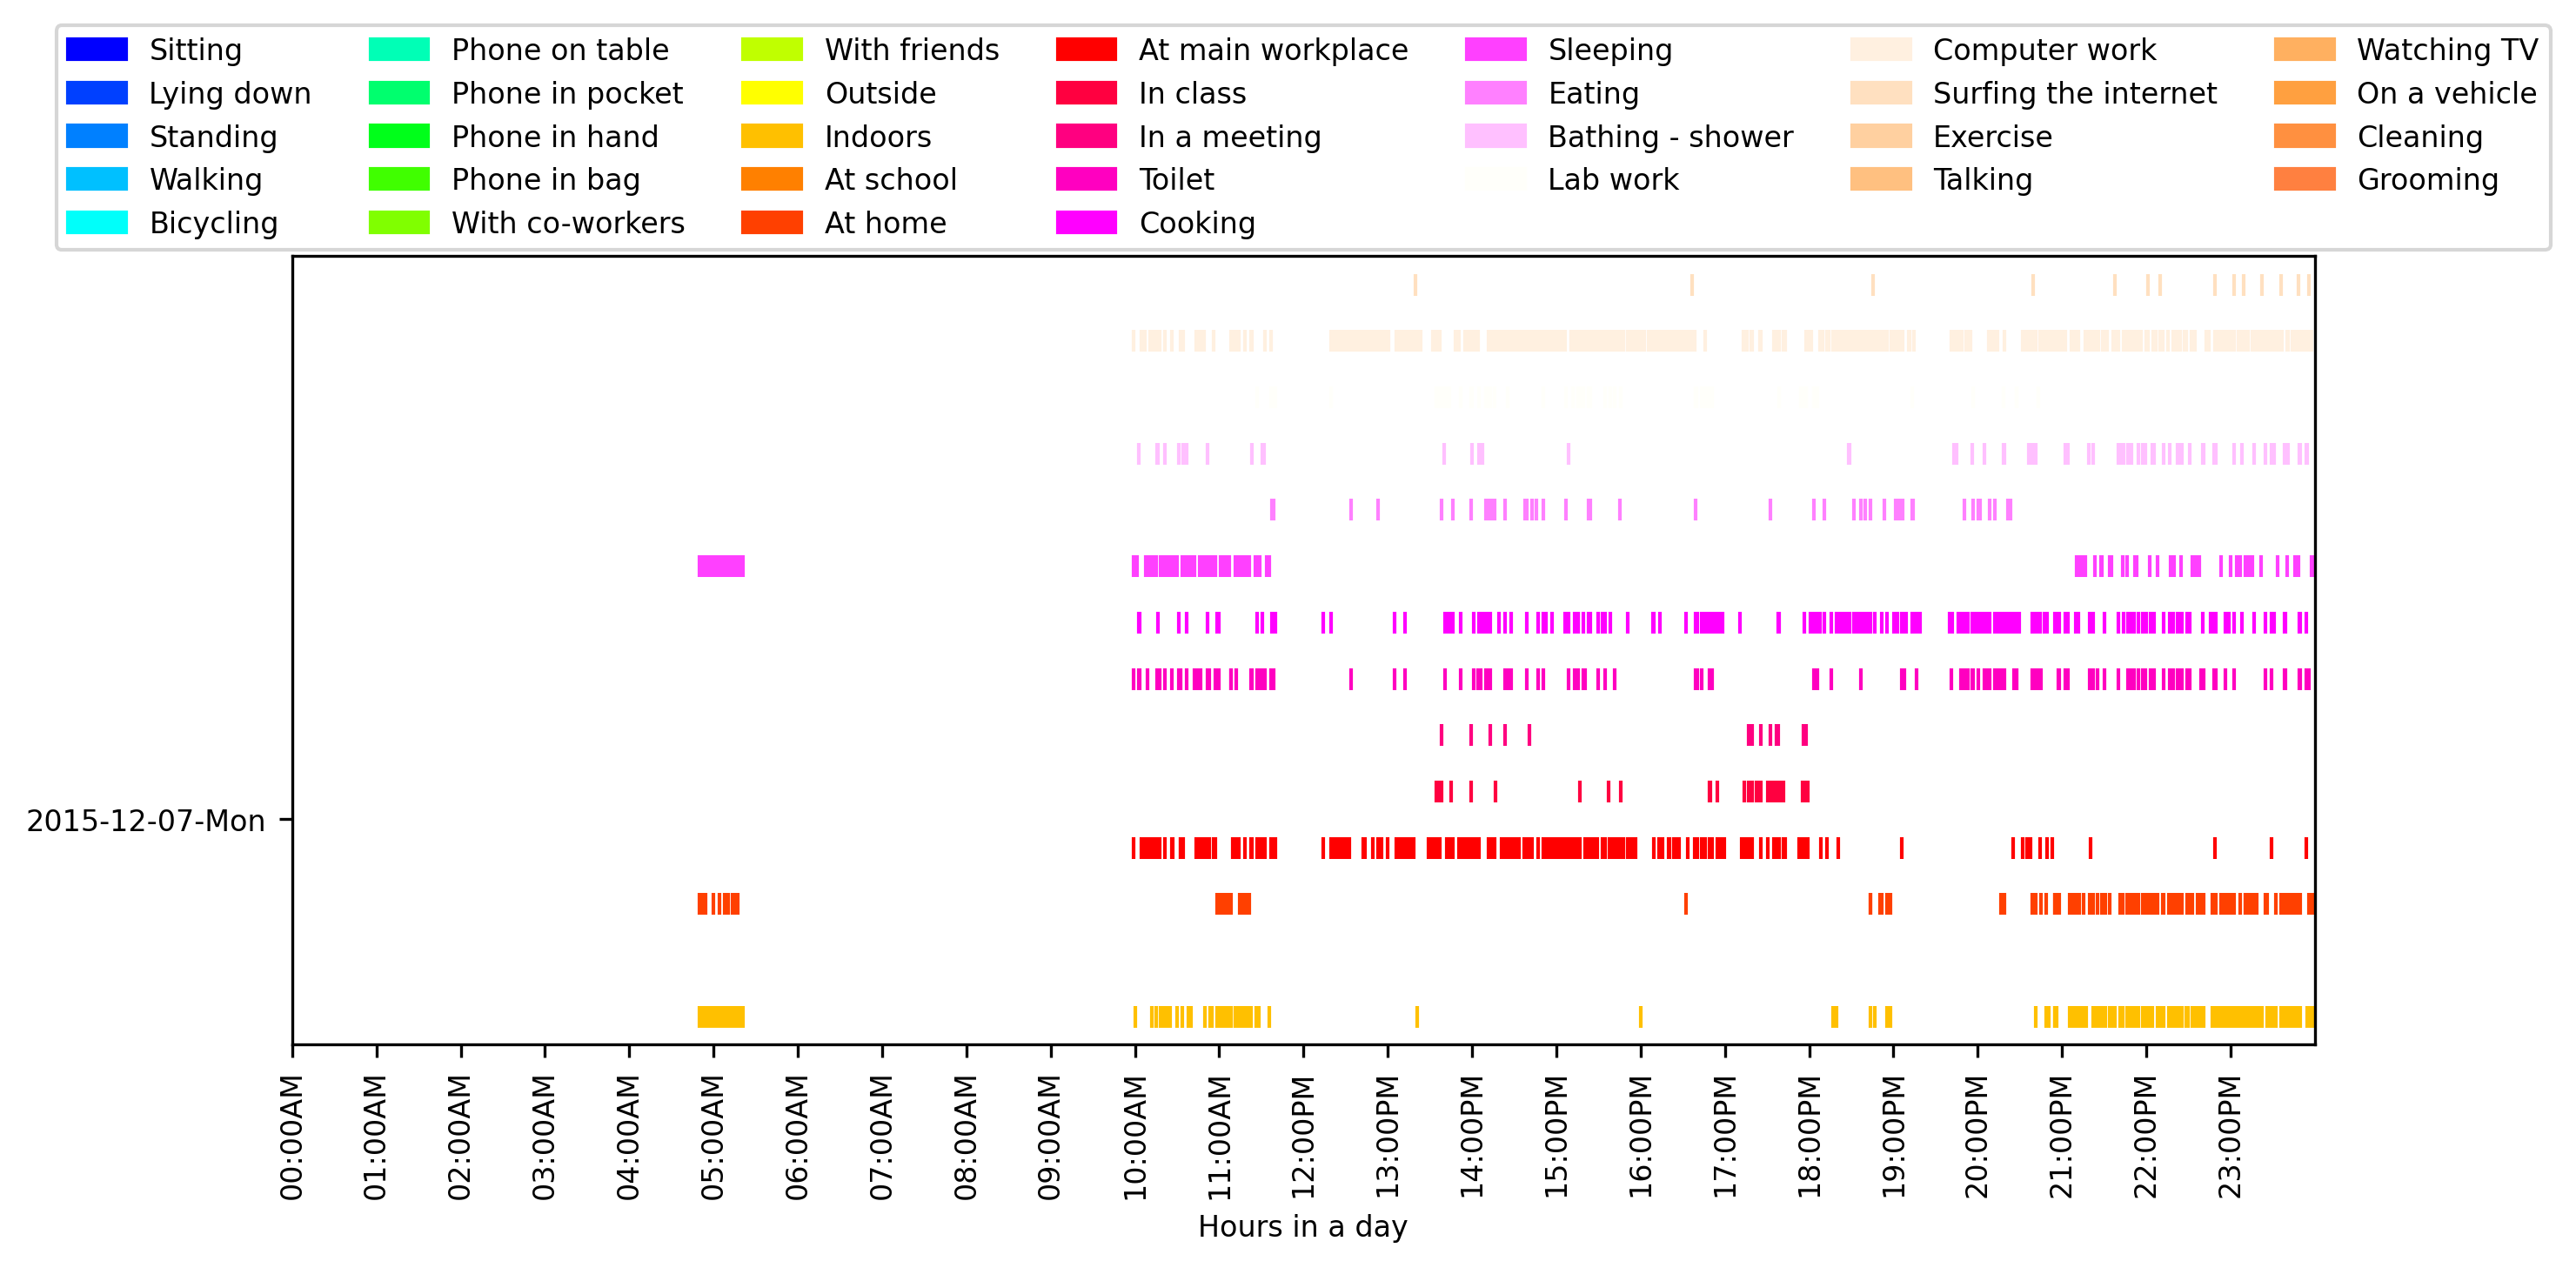 Sitting
Lying down
Standing
Walking
Bicycling
Phone on table
Phone in pocket
Phone in hand
Phone in bag
With co-workers
With friends
Outside
Indoors
At school
At home
At main workplace
In class
In a meeting
Toilet
Cooking
Sleeping
Eating
Bathing - shower
Lab work
Computer work
Surfing the internet
Exercise
Talking
Watching TV
On a vehicle
Cleaning
Grooming
2015-12-07-Mon
00:00AM
01:00AM
02:00AM
03:00AM
04:00AM
05:00AM
06:00AM
07:00AM
08:00AM
09:00AM
10:00AM
11:00AM
12:00PM
13:00PM
14:00PM
15:00PM
16:00PM
17:00PM
18:00PM
19:00PM
20:00PM
21:00PM
22:00PM
23:00PM
Hours in a day